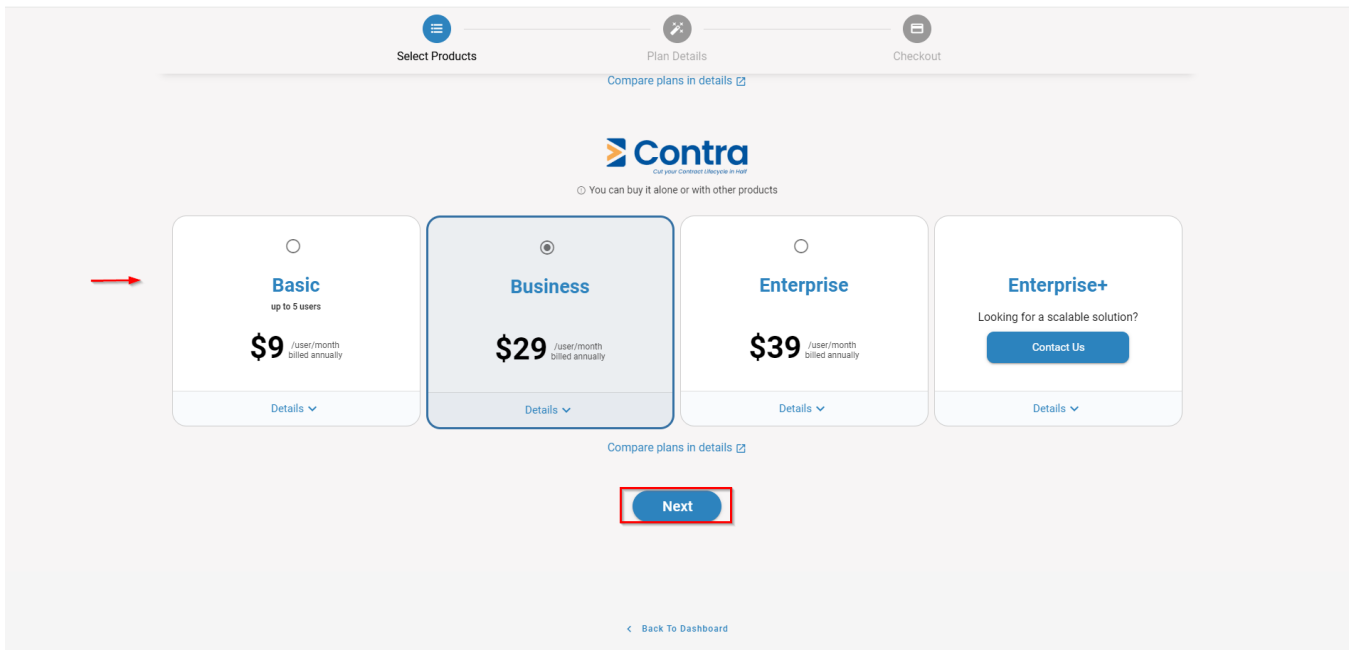 Select Products
Plan Details
Checkout
Compare plans in details
Contra
Cut your Contract Lifecycle in Half
You can buy it alone or with other products
Basic
up to 5 users
$9 /user/month
billed annually
Details
Business
$29 /user/month
billed annually
Details
Enterprise
$39 /user/month
billed annually
Details
Enterprise+
Looking for a scalable solution?
Contact Us
Details
Compare plans in details
Next
Back To Dashboard